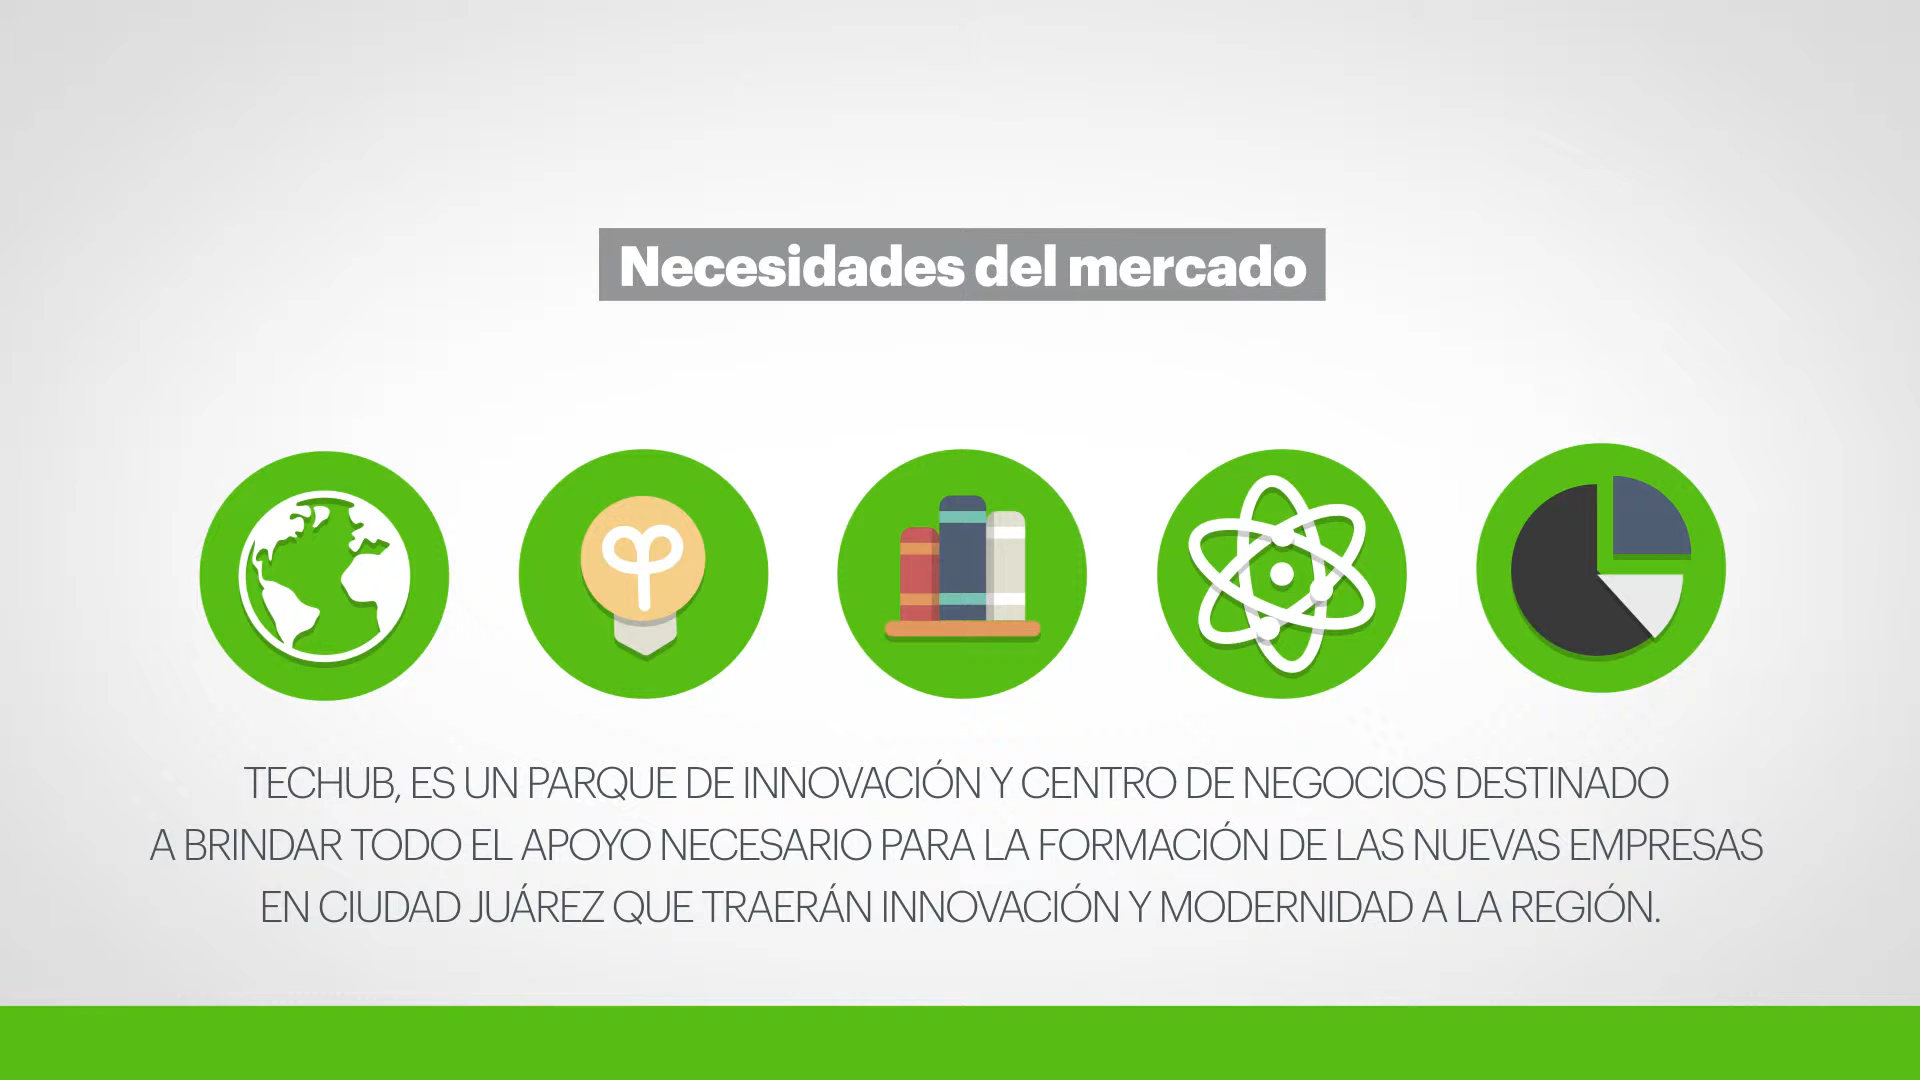 Necesidades del mercado
TECHUB, ES UN PARQUE DE INNOVACIÓN Y CENTRO DE NEGOCIOS DESTINADO
A BRINDAR TODO EL APOYO NECESARIO PARA LA FORMACIÓN DE LAS NUEVAS EMPRESAS
EN CIUDAD JUÁREZ QUE TRAERÁN INNOVACIÓN Y MODERNIDAD A LA REGIÓN.